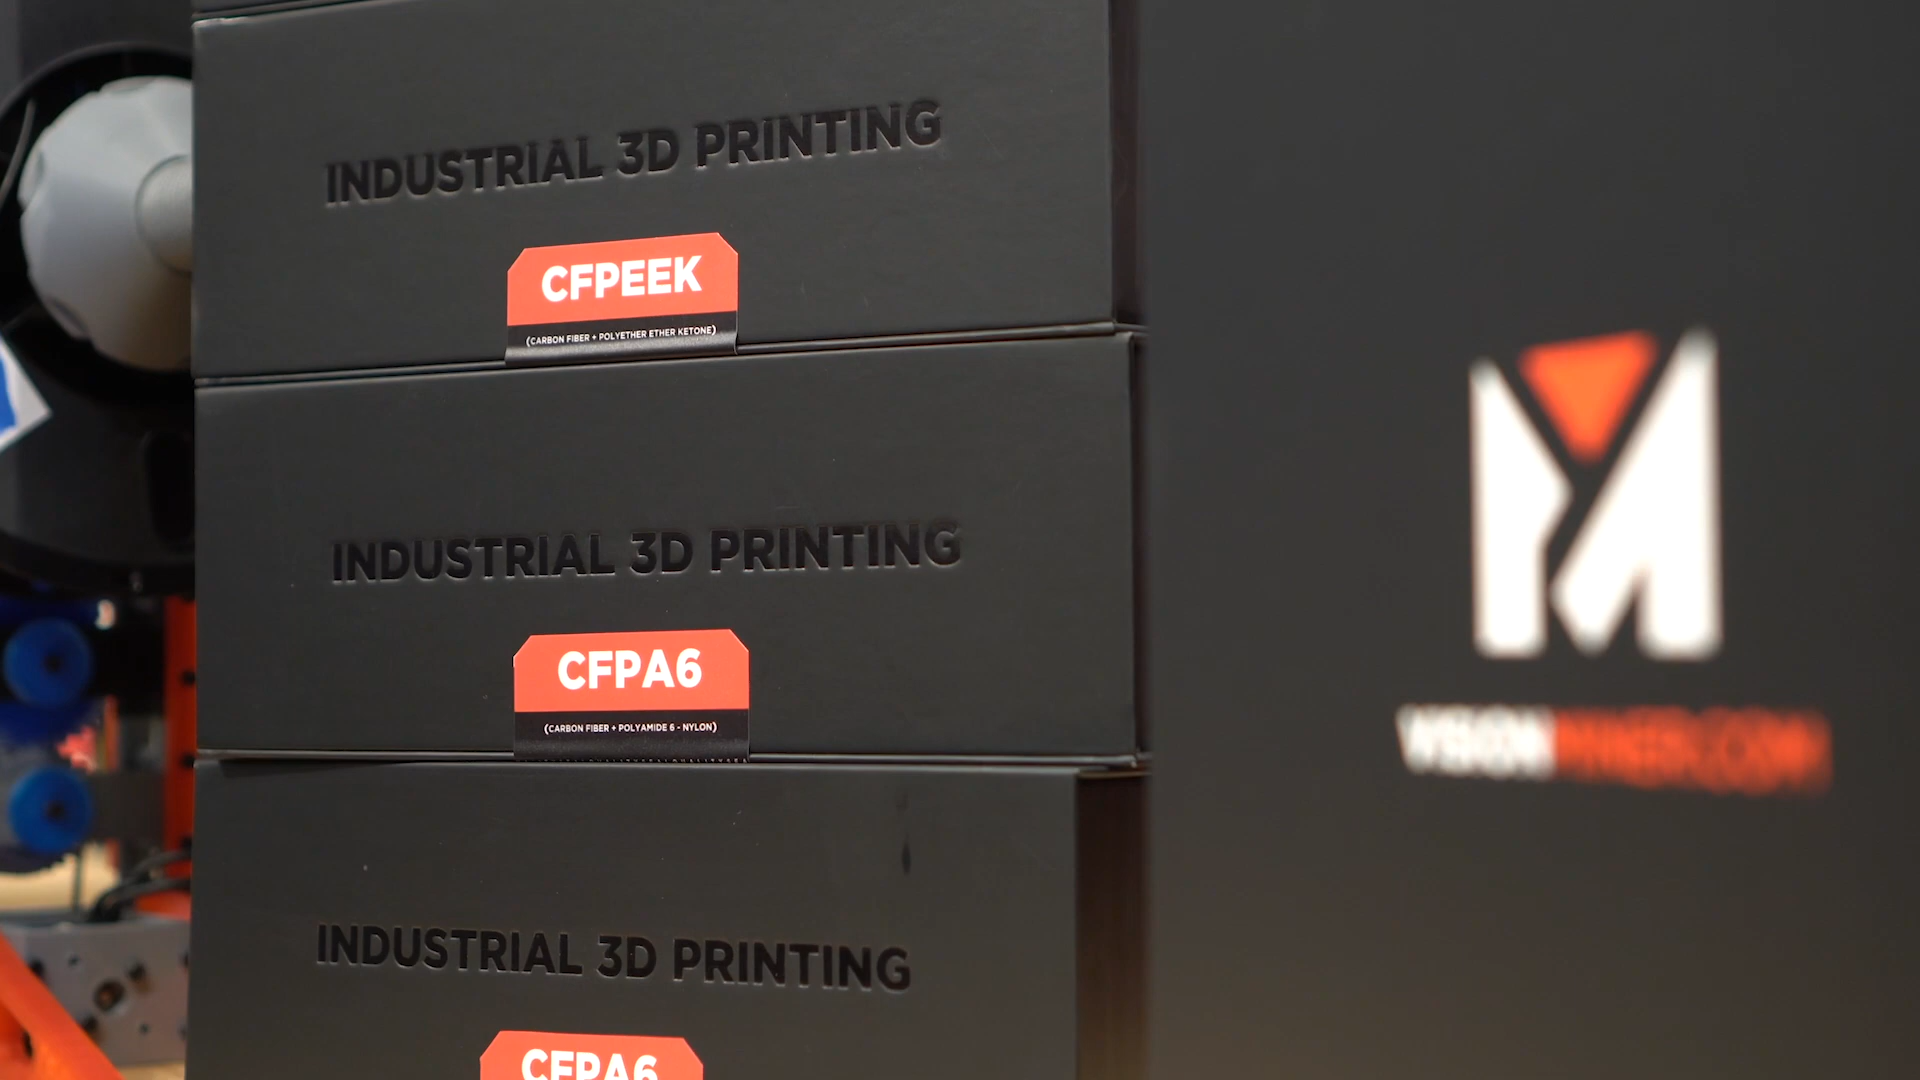 INDUSTRIAL 3D PRINTING
CFPEEK
(CARBON FIBER + POLYETHER ETHER KETONE)
INDUSTRIAL 3D PRINTING
CFPA6
(CARBON FIBER + POLYAMIDE 6 - NYLON)
INDUSTRIAL 3D PRINTING
CFPA6